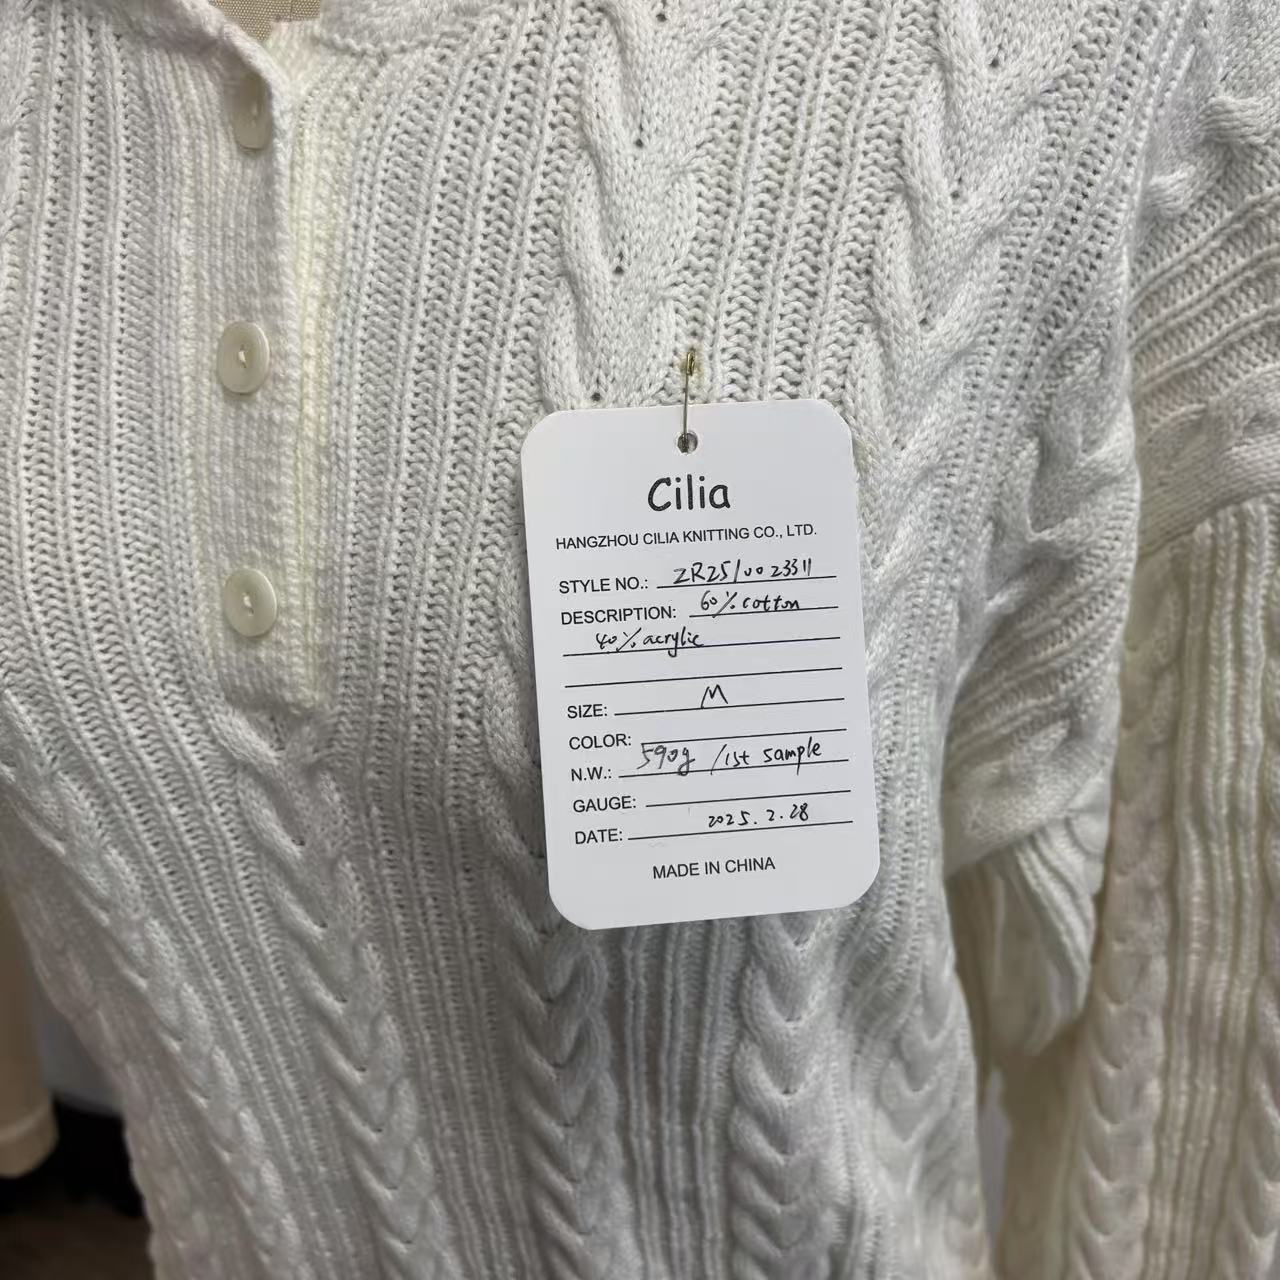 Cilia
HANGZHOU CILIA KNITTING CO., LTD.
STYLE NO.: ZR25/0023311
DESCRIPTION: 60% cotton
40% acrylic
SIZE: M
COLOR:
N.W.: 590g /1st sample
GAUGE:
DATE: 2025.2.28
MADE IN CHINA